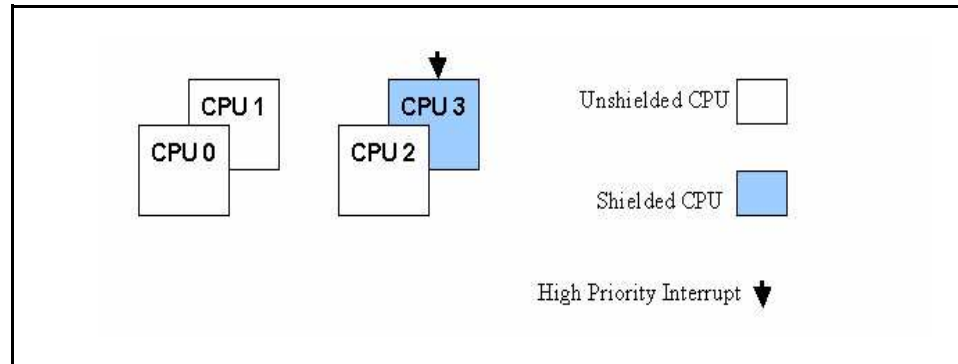 CPU 1
CPU 0
CPU 3
CPU 2
Unshielded CPU
Shielded CPU
High Priority Interrupt